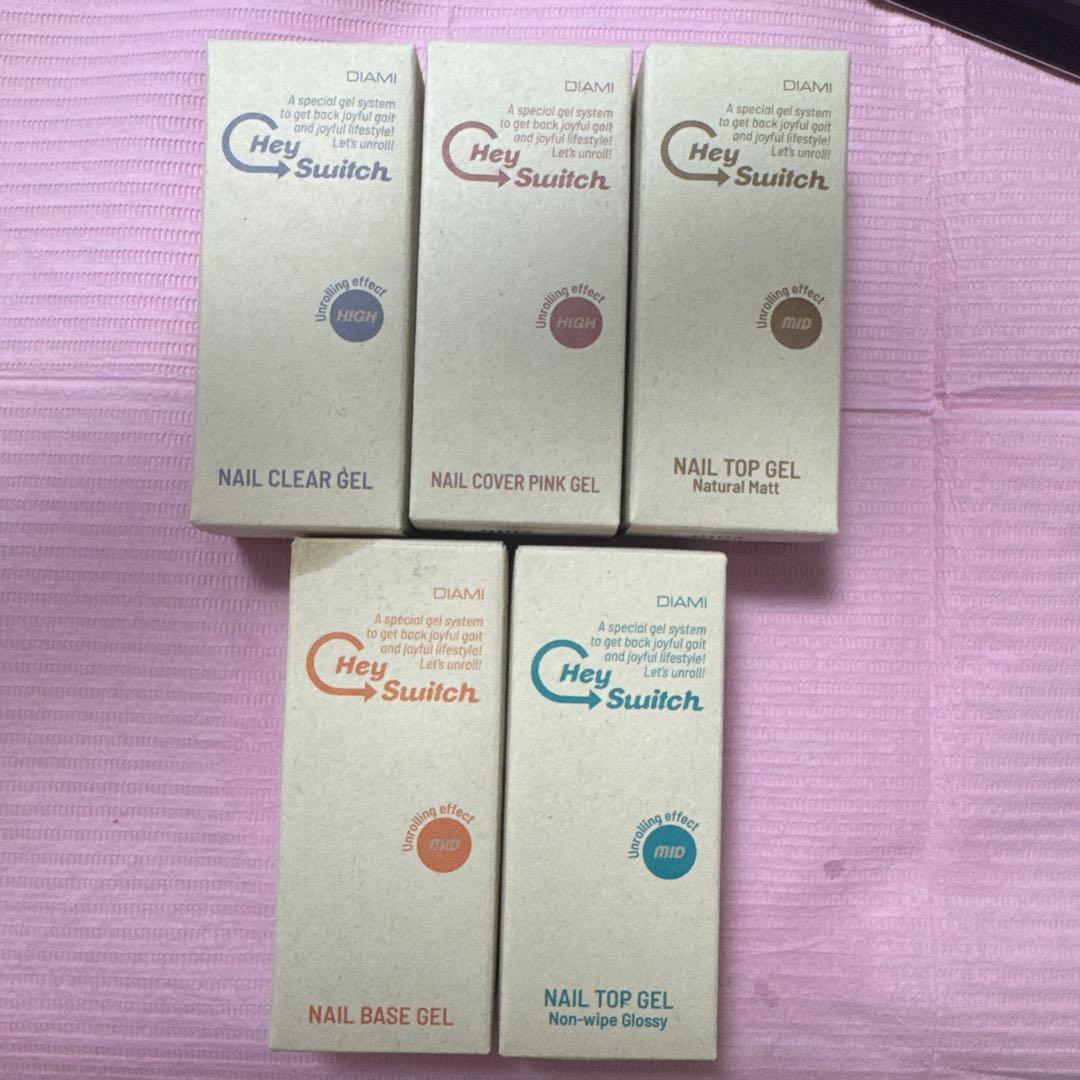 DIAMI
A special gel system
to get back joyful gait
and joyful lifestyle!
Let's unroll!
Hey
Switch
Unrolling effect
HIGH
NAIL CLEAR GEL
DIAMI
A special gel system
to get back joyful gait
and joyful lifestyle!
Let's unroll!
Hey
Switch
Unrolling effect
HIGH
NAIL COVER PINK GEL
DIAMI
A special gel system
to get back joyful gait
and joyful lifestyle!
Let's unroll!
Hey
Switch
Unrolling effect
MID
NAIL TOP GEL
Natural Matt
DIAMI
A special gel system
to get back joyful gait
and joyful lifestyle!
Let's unroll!
Hey
Switch
Unrolling effect
MID
NAIL BASE GEL
DIAMI
A special gel system
to get back joyful gait
and joyful lifestyle!
Let's unroll!
Hey
Switch
Unrolling effect
MID
NAIL TOP GEL
Non-wipe Glossy